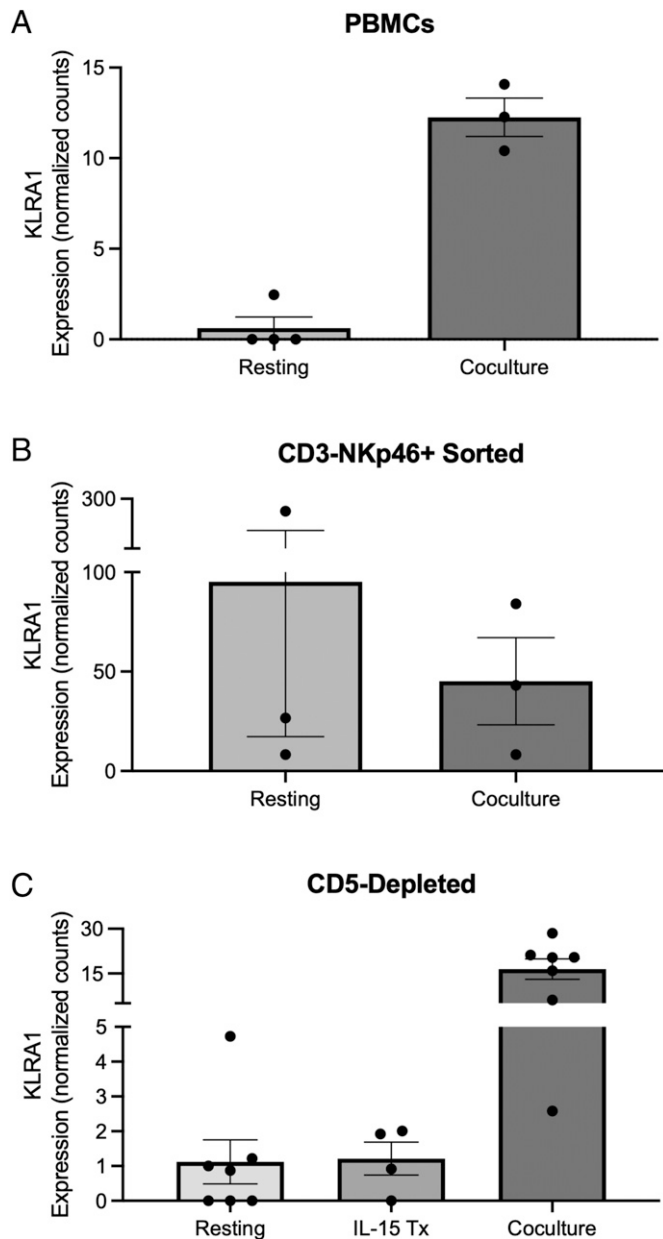 A
PBMCs
KLRA1
Expression (normalized counts)
15
10
5
0
Resting
Coculture
B
CD3-NKp46+ Sorted
KLRA1
Expression (normalized counts)
300
100
50
0
Resting
Coculture
C
CD5-Depleted
KLRA1
Expression (normalized counts)
30
15
5
4
3
2
1
0
Resting
IL-15 Tx
Coculture